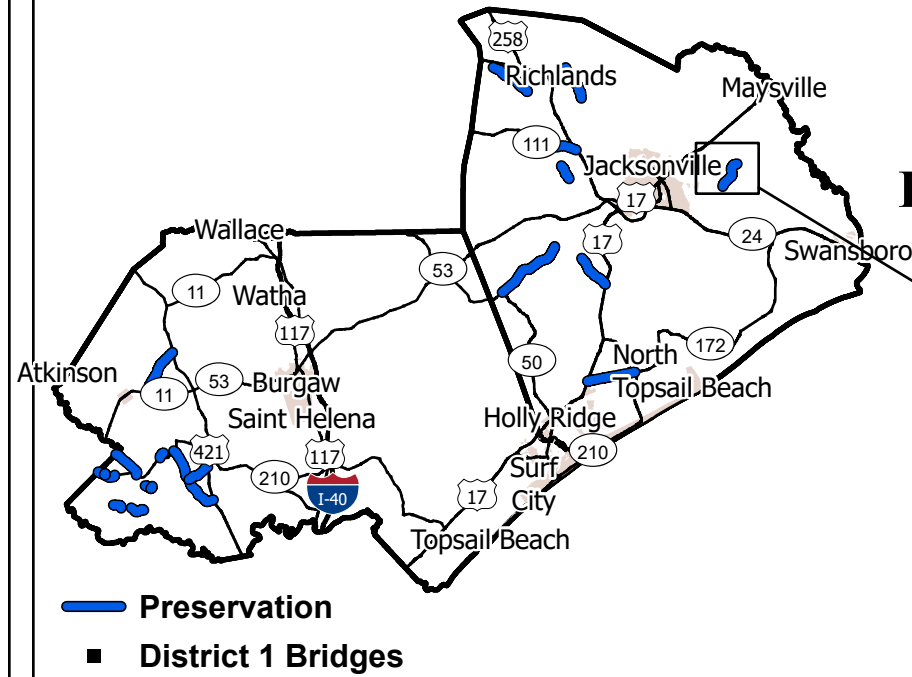 258
Richlands
Maysville
111
Jacksonville
17
17
24
Swansboro
Wallace
53
11
Watha
117
50
172
North
Topsail Beach
Atkinson
11
53
Burgaw
Saint Helena
Holly Ridge
421
117
210
210
I-40
17
Surf
City
Topsail Beach
Preservation
District 1 Bridges